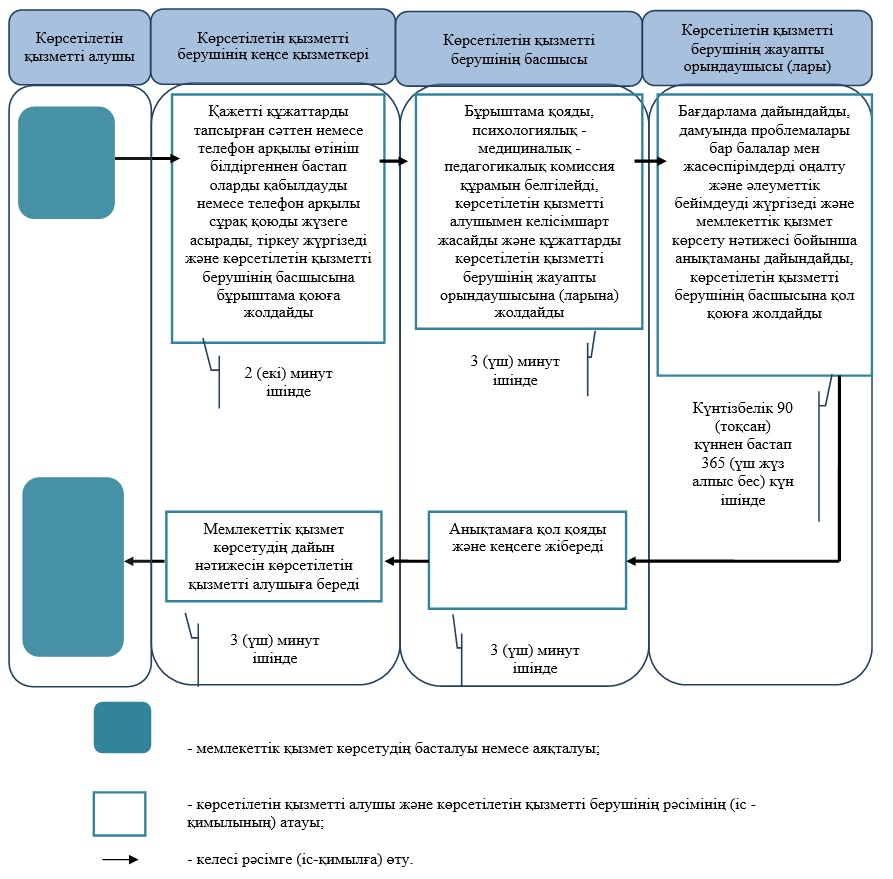 Көрсетілетін
қызметті алушы
Көрсетілетін қызметті
берушінің кеңсе қызметкері
Көрсетілетін қызметті
берушінің басшысы
Көрсетілетін қызметті
берушінің жауапты
орындаушысы (лары)
Қажетті құжаттарды
тапсырған сәттен немесе
телефон арқылы өтініш
білдіргеннен бастап
оларды қабылдауды
немесе телефон арқылы
сұрақ қоюды жүзеге
асырады, тіркеу жүргізеді
және көрсетілетін қызметті
берушінің басшысына
бұрыштама қоюға
жолдайды
Бұрыштама қояды,
психологиялық -
медициналық -
педагогикалық комиссия
құрамын белгілейді,
көрсетілетін қызметті
алушымен келісімшарт
жасайды және құжаттарды
көрсетілетін қызметті
берушінің жауапты
орындаушысына (ларына)
жолдайды
Бағдарлама дайындайды,
дамуында проблемалары
бар балалар мен
жасөспірімдерді оңалту
және әлеуметтік
бейімдеуді жүргізеді және
мемлекеттік қызмет
көрсету нәтижесі бойынша
анықтаманы дайындайды,
көрсетілетін қызметті
берушінің басшысына қол
қоюға жолдайды
2 (екі) минут
ішінде
3 (үш) минут
ішінде
Күнтізбелік 90
(тоқсан)
күннен бастап
365 (үш жүз
алпыс бес) күн
ішінде
Мемлекеттік қызмет
көрсетудің дайын
нәтижесін көрсетілетін
қызметті алушыға береді
Анықтамаға қол қояды
және кеңсеге жібереді
3 (үш) минут
ішінде
3 (үш) минут
ішінде
- мемлекеттік қызмет көрсетудің басталуы немесе аяқталуы;
- көрсетілетін қызметті алушы және көрсетілетін қызметті берушінің рәсімінің (іс -
қимылының) атауы;
- келесі рәсімге (іс-қимылға) өту.